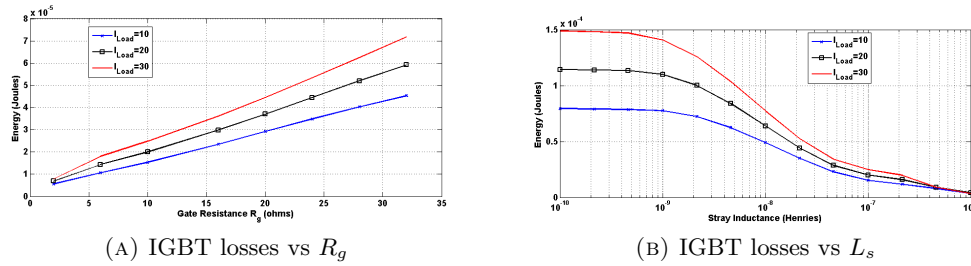 x 10^-5
8
7
6
5
4
3
2
1
0
Energy (Joules)
I_Load=10
I_Load=20
I_Load=30
0 5 10 15 20 25 30 35
Gate Resistance R_g (ohms)
(A) IGBT losses vs R_g
x 10^-4
1.5
1
0.5
0
Energy (Joules)
I_Load=10
I_Load=20
I_Load=30
10^-10 10^-9 10^-8 10^-7 10
Stray Inductance (Henries)
(B) IGBT losses vs L_s